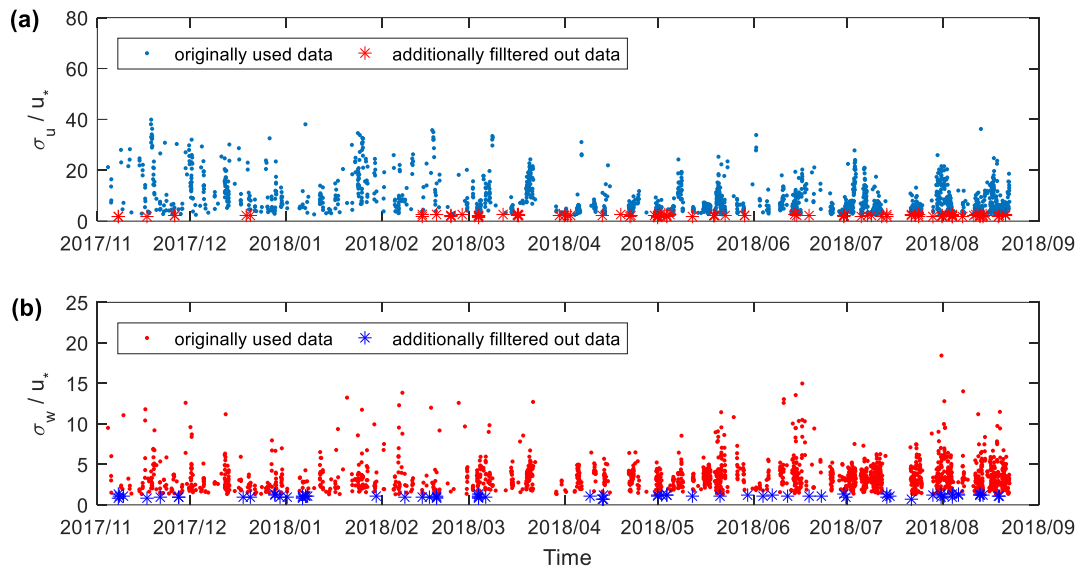 (a)
80
60
40
20
0
σu / u*
originally used data
additionally filltered out data
2017/11 2017/12 2018/01 2018/02 2018/03 2018/04 2018/05 2018/06 2018/07 2018/08 2018/09
(b)
25
20
15
10
5
0
σw / u*
originally used data
additionally filltered out data
2017/11 2017/12 2018/01 2018/02 2018/03 2018/04 2018/05 2018/06 2018/07 2018/08 2018/09
Time